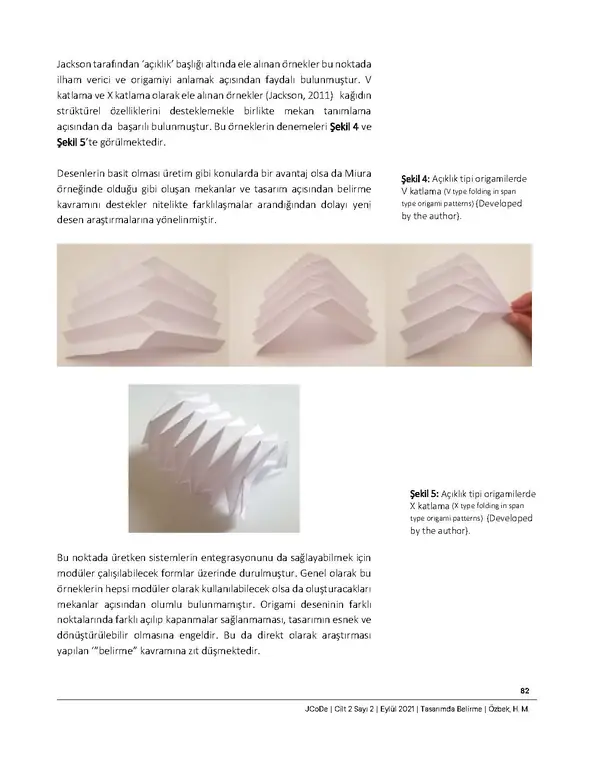 Jackson tarafından ‘açıklık’ başlığı altında ele alınan örnekler bu noktada
ilham verici ve origamiyi anlamak açısından faydalı bulunmuştur. V
katlama ve X katlama olarak ele alınan örnekler (Jackson, 2011) kağıdın
strüktürel özelliklerini desteklemekle birlikte mekan tanımlama
açısından da başarılı bulunmuştur. Bu örneklerin denemeleri Şekil 4 ve
Şekil 5’te görülmektedir.
Desenlerin basit olması üretim gibi konularda bir avantaj olsa da Miura
örneğinde olduğu gibi oluşan mekanlar ve tasarım açısından belirme
kavramını destekler nitelikte farklılaşmalar arandığından dolayı yeni
desen araştırmalarına yönelinmiştir.
Şekil 4: Açıklık tipi origamilerde
V katlama (V type folding in span
type origami patterns) (Developed
by the author).
Şekil 5: Açıklık tipi origamilerde
X katlama (X type folding in span
type origami patterns) (Developed
by the author).
Bu noktada üretken sistemlerin entegrasyonunu da sağlayabilmek için
modüler çalışılabilecek formlar üzerinde durulmuştur. Genel olarak bu
örneklerin hepsi modüler olarak kullanılabilecek olsa da oluşturacakları
mekanlar açısından olumlu bulunmamıştır. Origami deseninin farklı
noktalarında farklı açılıp kapanmalar sağlanmaması, tasarımın esnek ve
dönüştürülebilir olmasına engeldir. Bu da direkt olarak araştırması
yapılan ‘”belirme” kavramına zıt düşmektedir.
82
JCoDe | Cilt 2 Sayı 2 | Eylül 2021 | Tasarımda Belirme | Özbek, H. M.